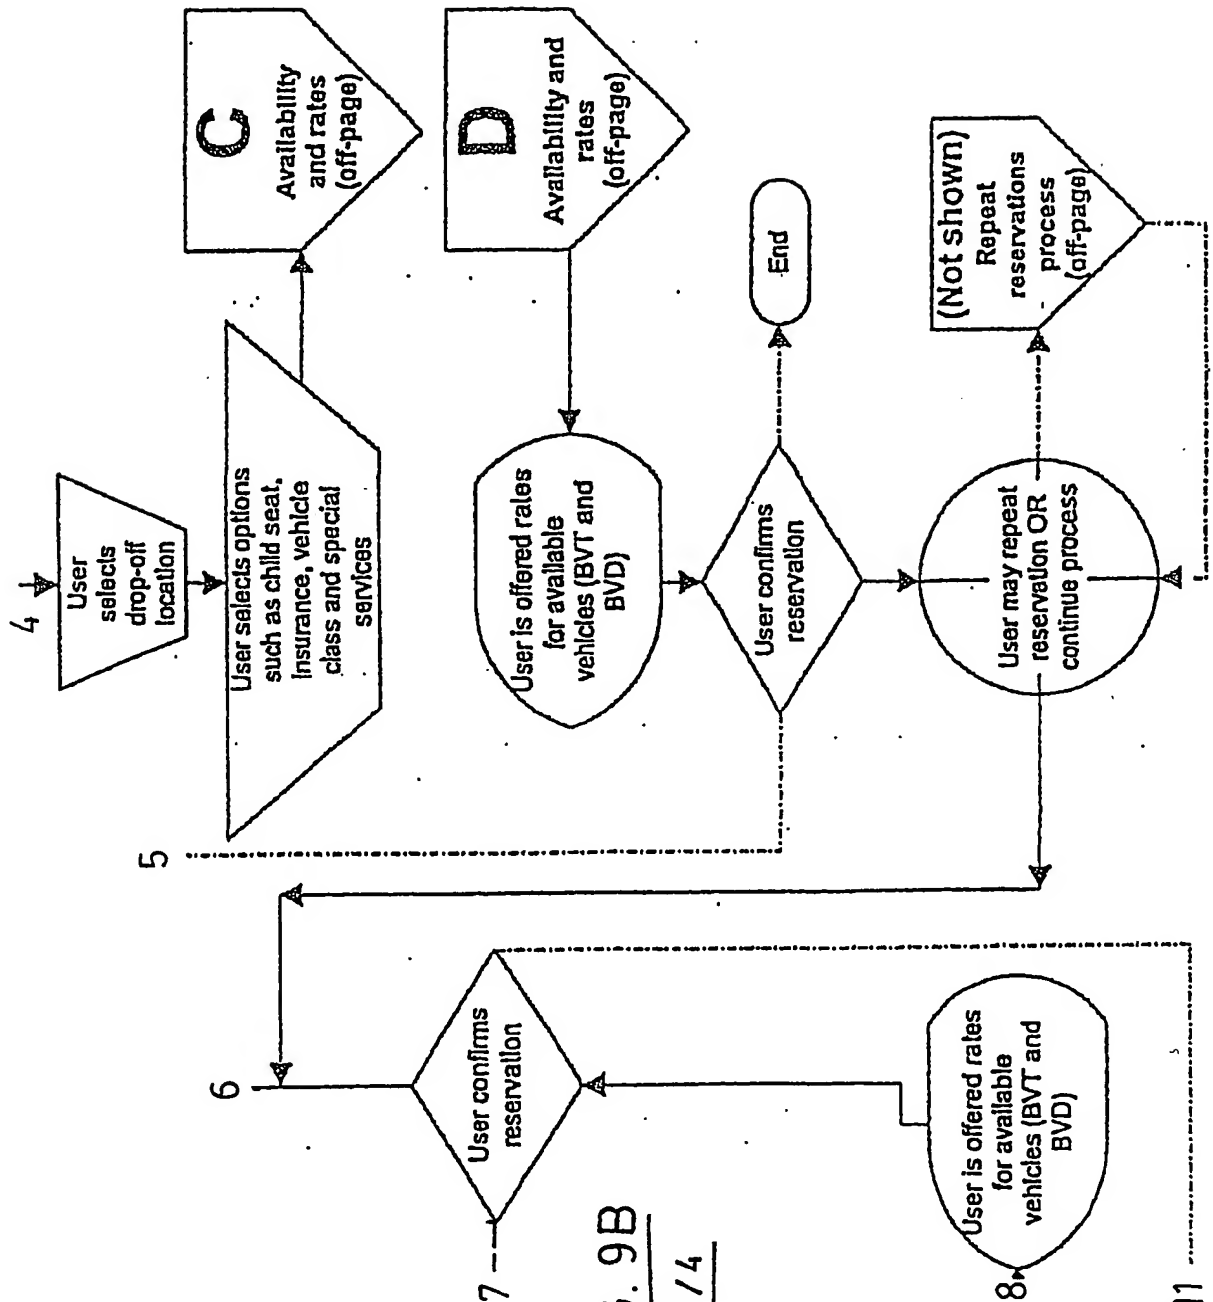 4
User
selects
drop-off
location
User selects options
such as child seat,
insurance, vehicle
class and special
services
C
Availability
and rates
(off-page)
D
Availability and
rates
(off-page)
User is offered rates
for available
vehicles (BVT and
BVD)
User confirms
reservation
End
User may repeat
reservation OR
continue process
(Not shown)
Repeat
reservations
process
(off-page)
5
6
User confirms
reservation
7
User is offered rates
for available
vehicles (BVT and
BVD)
8
. 9B
/4